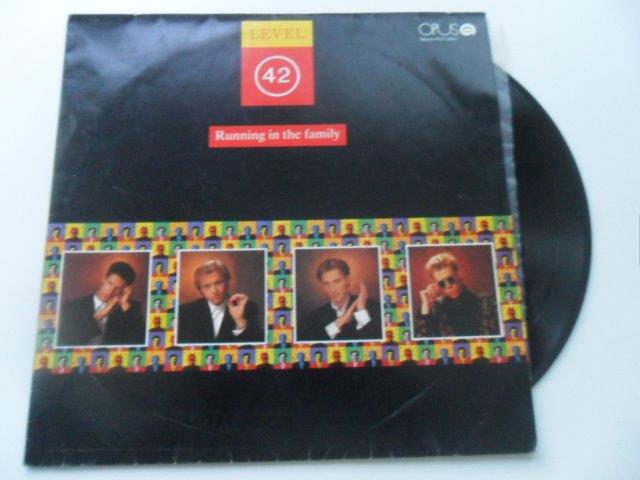 LEVEL
42
Running in the family
OPUS